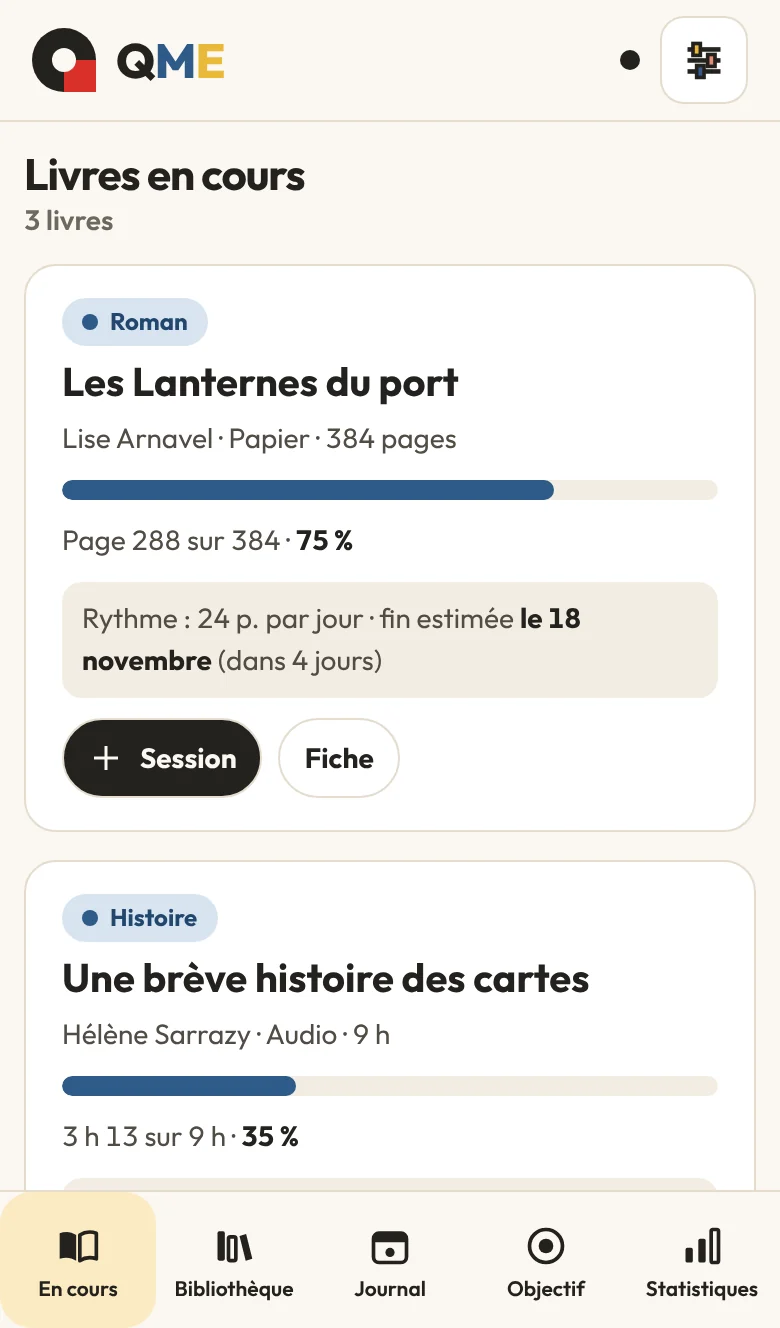 QME
Livres en cours
3 livres
Roman
Les Lanternes du port
Lise Arnavel · Papier · 384 pages
Page 288 sur 384 · 75 %
Rythme : 24 p. par jour · fin estimée le 18
novembre (dans 4 jours)
Session
Fiche
Histoire
Une brève histoire des cartes
Hélène Sarrazy · Audio · 9 h
3 h 13 sur 9 h · 35 %
En cours
Bibliothèque
Journal
Objectif
Statistiques